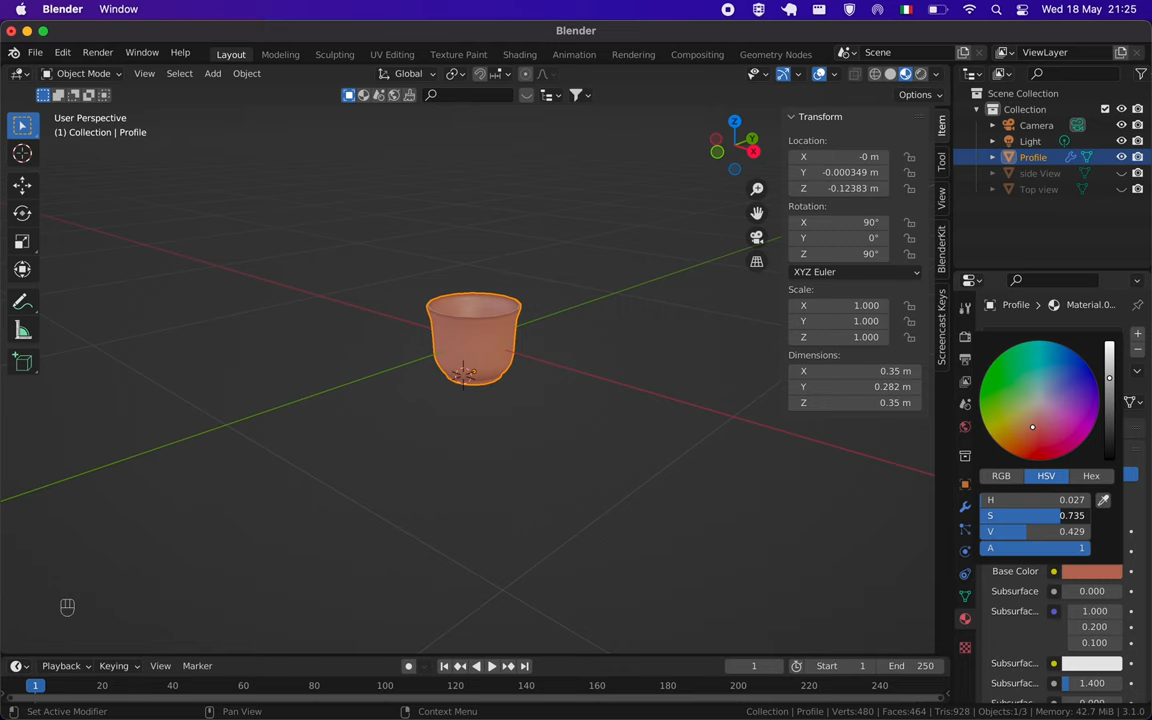 Blender Window Wed 18 May 21:25
Blender
File Edit Render Window Help Layout Modeling Sculpting UV Editing Texture Paint Shading Animation Rendering Compositing Geometry Nodes Scene ViewLayer
Object Mode View Select Add Object Global
Options
User Perspective
(1) Collection | Profile
Transform
Location:
X -0 m
Y -0.000349 m
Z -0.12383 m
Rotation:
X 90°
Y 0°
Z 90°
XYZ Euler
Scale:
X 1.000
Y 1.000
Z 1.000
Dimensions:
X 0.35 m
Y 0.282 m
Z 0.35 m
Item
Tool
View
BlenderKit
Screencast Keys
Z
Y
X
Scene Collection
Collection
Camera
Light
Profile
side View
Top view
Profile Material.0...
RGB HSV Hex
H 0.027
S 0.735
V 0.429
A 1
Base Color
Subsurface 0.000
Subsurfac... 1.000
0.200
0.100
Subsurfac...
Subsurfac... 1.400
Playback Keying View Marker 1 Start 1 End 250
1 20 40 60 80 100 120 140 160 180 200 220 240
Set Active Modifier Pan View Context Menu Collection | Profile | Verts:480 | Faces:464 | Tris:928 | Objects:1/3 | Memory: 42.7 MiB | 3.1.0